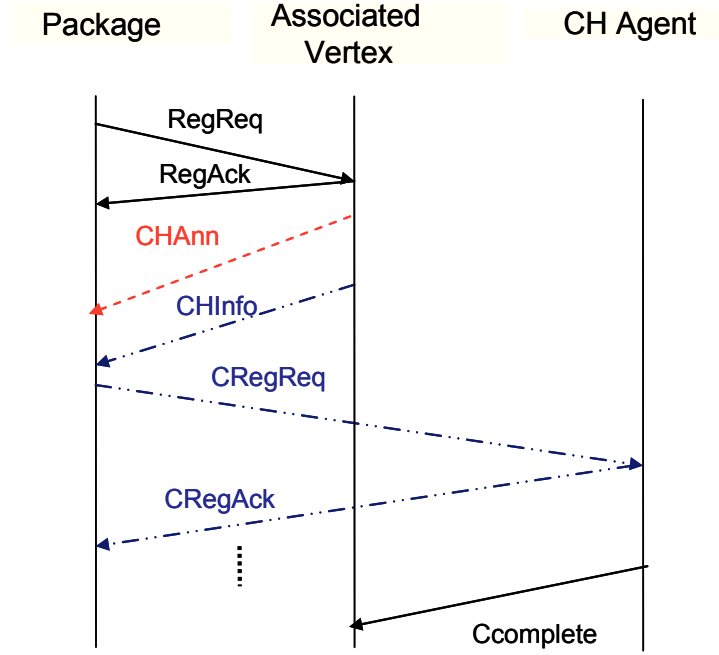 Package
Associated
Vertex
CH Agent
RegReq
RegAck
CHAnn
CHInfo
CRegReq
CRegAck
Ccomplete